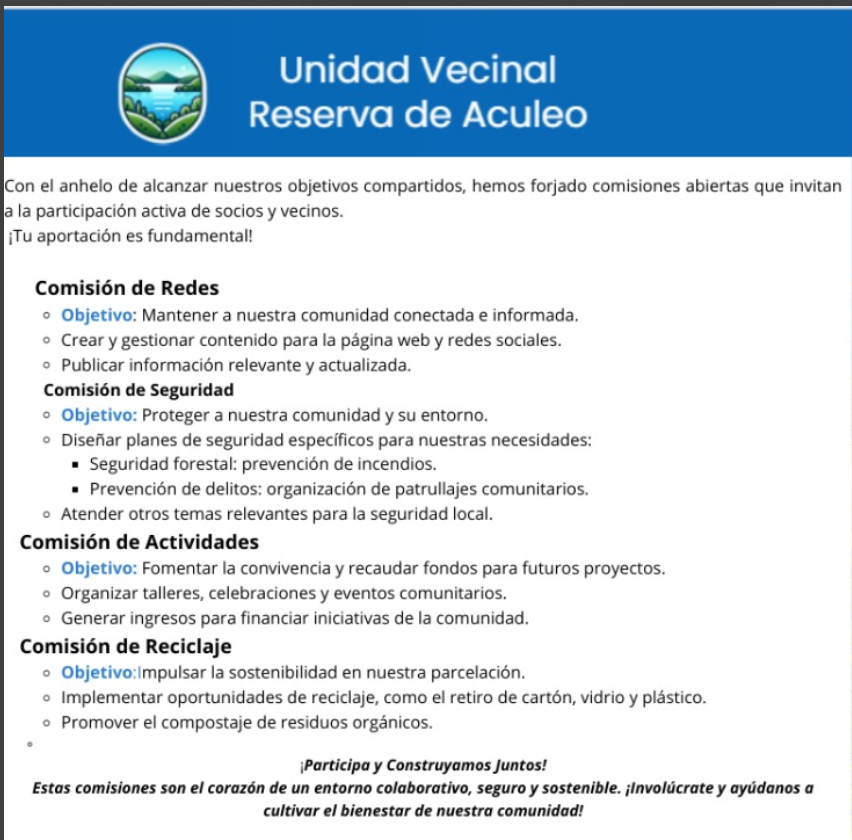 Unidad Vecinal
Reserva de Aculeo
Con el anhelo de alcanzar nuestros objetivos compartidos, hemos forjado comisiones abiertas que invitan
a la participación activa de socios y vecinos.
¡Tu aportación es fundamental!
Comisión de Redes
◦ Objetivo: Mantener a nuestra comunidad conectada e informada.
◦ Crear y gestionar contenido para la página web y redes sociales.
◦ Publicar información relevante y actualizada.
Comisión de Seguridad
◦ Objetivo: Proteger a nuestra comunidad y su entorno.
◦ Diseñar planes de seguridad específicos para nuestras necesidades:
▪ Seguridad forestal: prevención de incendios.
▪ Prevención de delitos: organización de patrullajes comunitarios.
◦ Atender otros temas relevantes para la seguridad local.
Comisión de Actividades
◦ Objetivo: Fomentar la convivencia y recaudar fondos para futuros proyectos.
◦ Organizar talleres, celebraciones y eventos comunitarios.
◦ Generar ingresos para financiar iniciativas de la comunidad.
Comisión de Reciclaje
◦ Objetivo:Impulsar la sostenibilidad en nuestra parcelación.
◦ Implementar oportunidades de reciclaje, como el retiro de cartón, vidrio y plástico.
◦ Promover el compostaje de residuos orgánicos.
◦
¡Participa y Construyamos Juntos!
Estas comisiones son el corazón de un entorno colaborativo, seguro y sostenible. ¡Involúcrate y ayúdanos a
cultivar el bienestar de nuestra comunidad!